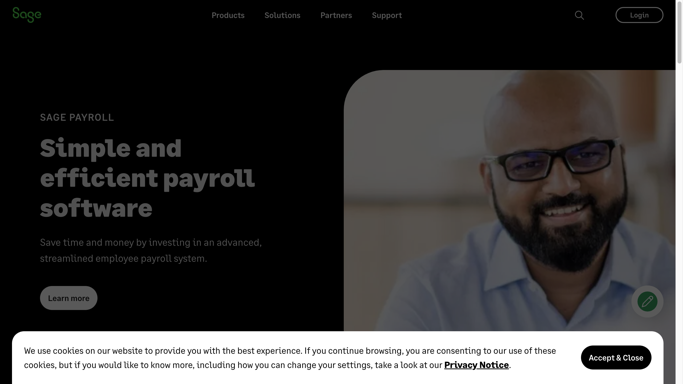 Sage
Products
Solutions
Partners
Support
Login
SAGE PAYROLL
Simple and
efficient payroll
software
Save time and money by investing in an advanced,
streamlined employee payroll system.
Learn more
We use cookies on our website to provide you with the best experience. If you continue browsing, you are consenting to our use of these
cookies, but if you would like to know more, including how you can change your settings, take a look at our Privacy Notice.
Accept & Close